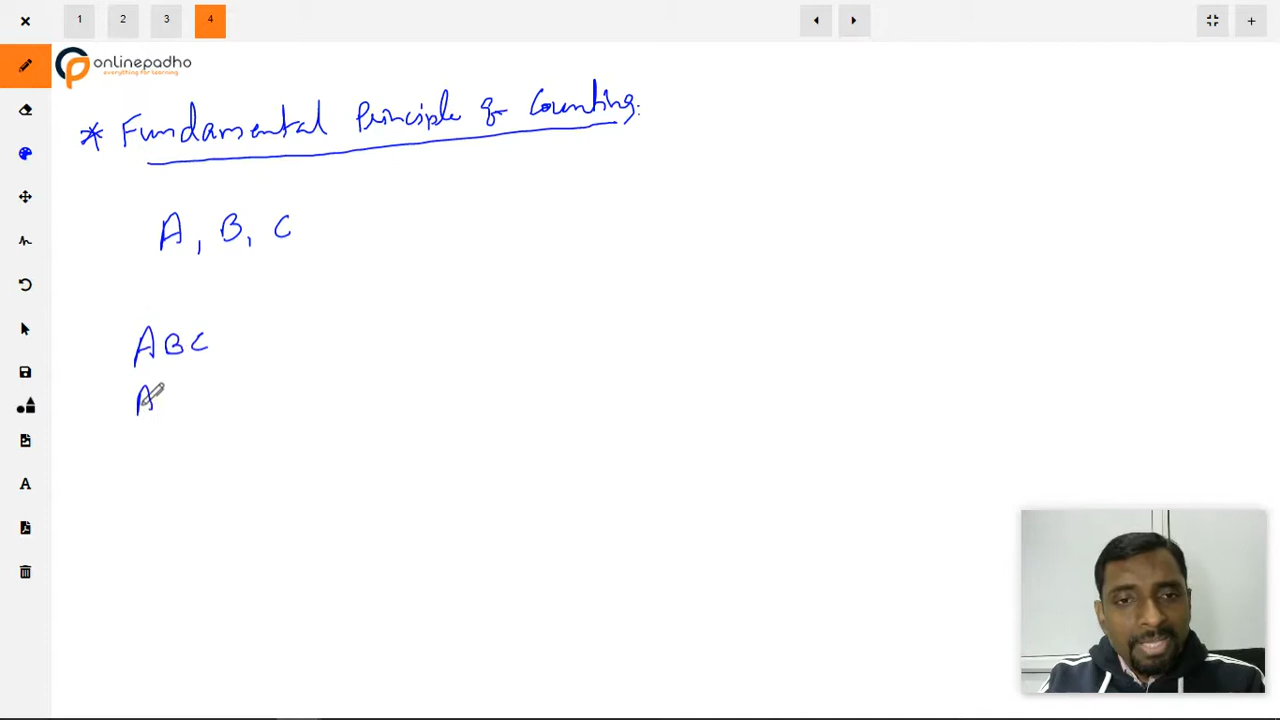 1 2 3 4
onlinepadho
everything for learning
* Fundamental Principle of Counting.
A, B, C
ABC
A